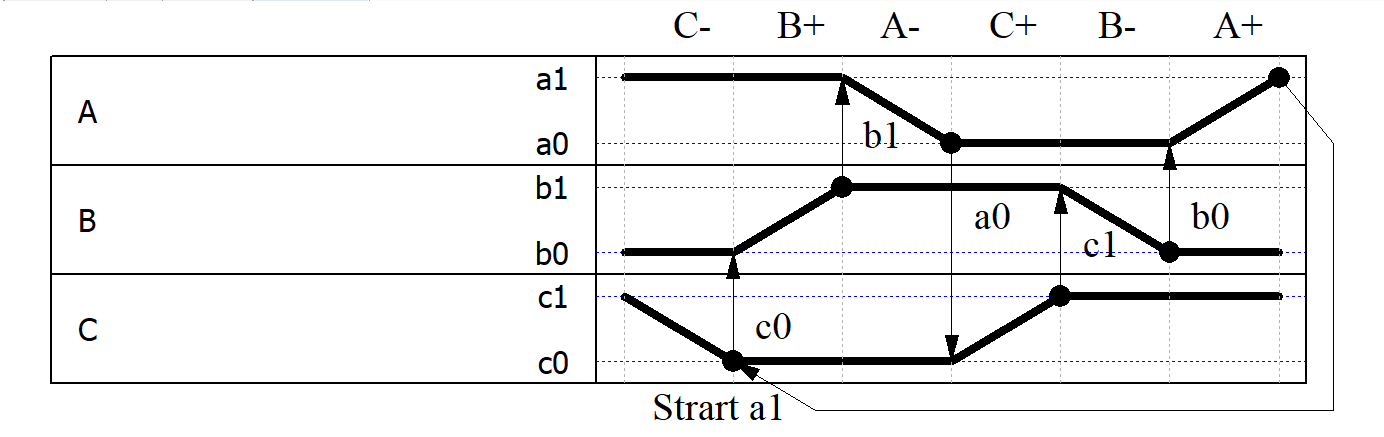 C- B+ A- C+ B- A+
a1
A
b1
a0
b1
B
a0
b0
b0
c1
c1
C
c0
c0
Strart a1